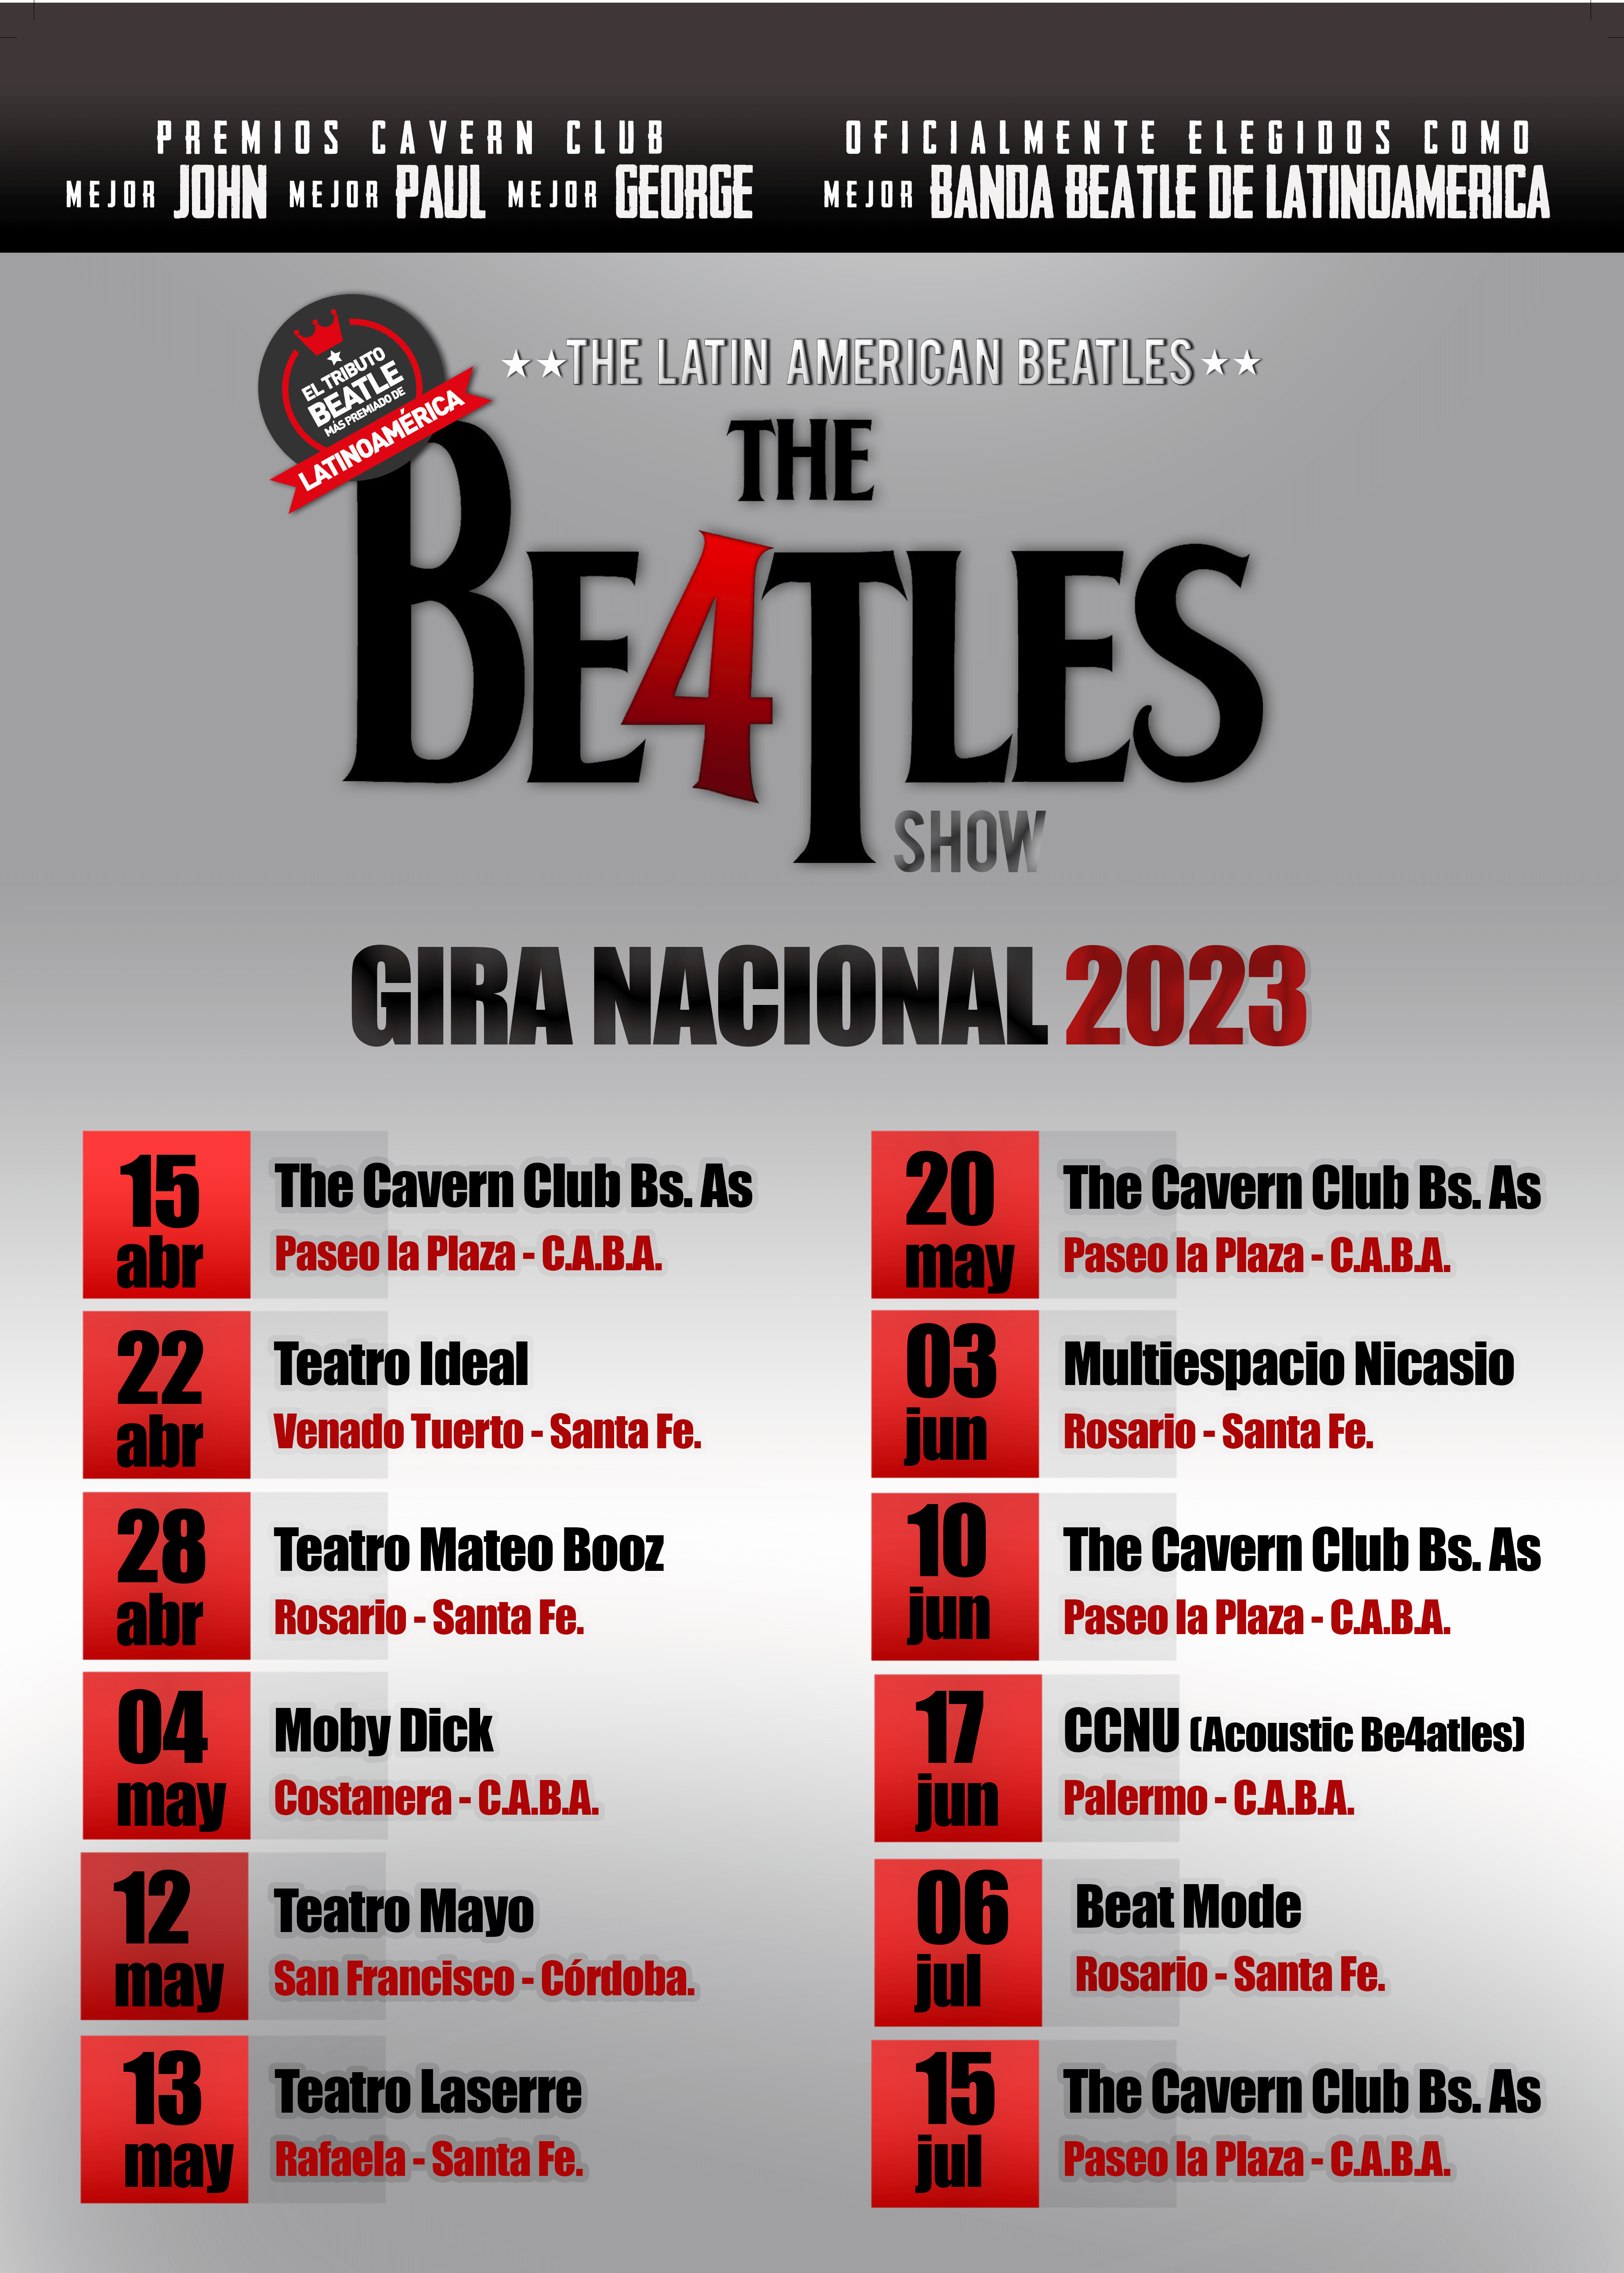 PREMIOS CAVERN CLUB
MEJOR JOHN MEJOR PAUL MEJOR GEORGE
OFICIALMENTE ELEGIDOS COMO
MEJOR BANDA BEATLE DE LATINOAMERICA
EL TRIBUTO
BEATLE
MÁS PREMIADO DE
LATINOAMÉRICA
THE LATIN AMERICAN BEATLES
THE
BE4TLES
SHOW
GIRA NACIONAL 2023
15
abr
The Cavern Club Bs. As
Paseo la Plaza - C.A.B.A.
22
abr
Teatro Ideal
Venado Tuerto - Santa Fe.
28
abr
Teatro Mateo Booz
Rosario - Santa Fe.
04
may
Moby Dick
Costanera - C.A.B.A.
12
may
Teatro Mayo
San Francisco - Córdoba.
13
may
Teatro Laserre
Rafaela - Santa Fe.
20
may
The Cavern Club Bs. As
Paseo la Plaza - C.A.B.A.
03
jun
Multiespacio Nicasio
Rosario - Santa Fe.
10
jun
The Cavern Club Bs. As
Paseo la Plaza - C.A.B.A.
17
jun
CCNU (Acoustic Be4atles)
Palermo - C.A.B.A.
06
jul
Beat Mode
Rosario - Santa Fe.
15
jul
The Cavern Club Bs. As
Paseo la Plaza - C.A.B.A.